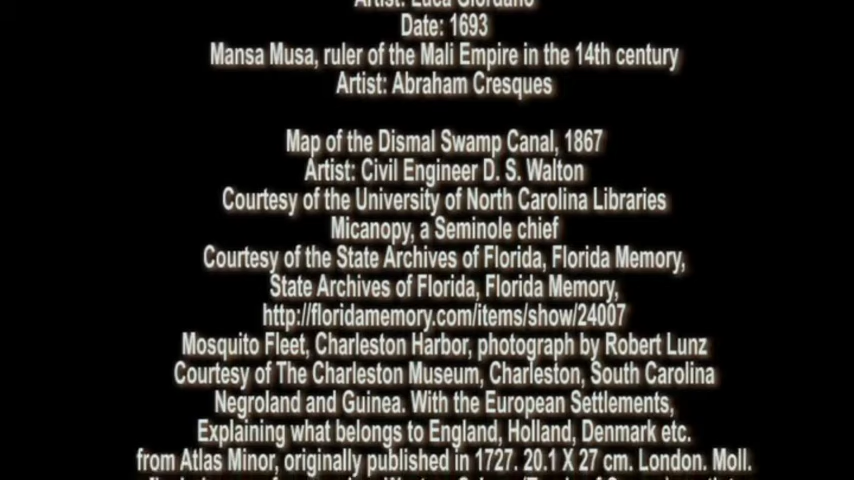 Artist: Luca Giordano
Date: 1693
Mansa Musa, ruler of the Mali Empire in the 14th century
Artist: Abraham Cresques
Map of the Dismal Swamp Canal, 1867
Artist: Civil Engineer D. S. Walton
Courtesy of the University of North Carolina Libraries
Micanopy, a Seminole chief
Courtesy of the State Archives of Florida, Florida Memory,
State Archives of Florida, Florida Memory,
http://floridamemory.com/items/show/24007
Mosquito Fleet, Charleston Harbor, photograph by Robert Lunz
Courtesy of The Charleston Museum, Charleston, South Carolina
Negroland and Guinea. With the European Settlements,
Explaining what belongs to England, Holland, Denmark etc.
from Atlas Minor, originally published in 1727. 20.1 X 27 cm. London. Moll.